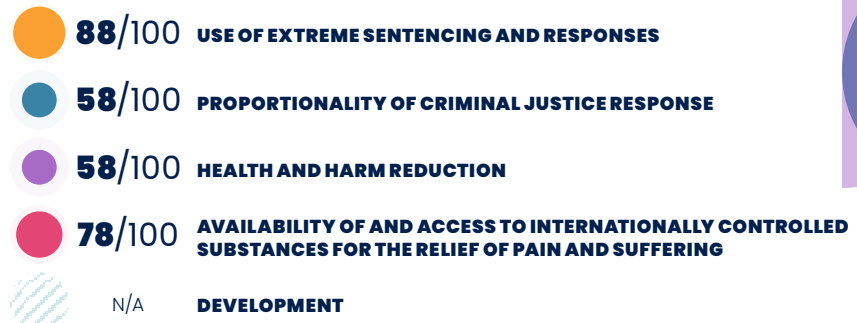 88/100 USE OF EXTREME SENTENCING AND RESPONSES
58/100 PROPORTIONALITY OF CRIMINAL JUSTICE RESPONSE
58/100 HEALTH AND HARM REDUCTION
78/100 AVAILABILITY OF AND ACCESS TO INTERNATIONALLY CONTROLLED
SUBSTANCES FOR THE RELIEF OF PAIN AND SUFFERING
N/A DEVELOPMENT